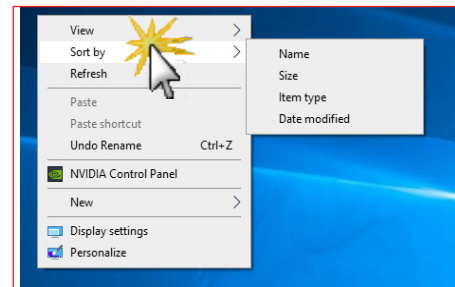 View
Sort by
Refresh
Paste
Paste shortcut
Undo Rename Ctrl+Z
NVIDIA Control Panel
New
Display settings
Personalize
Name
Size
Item type
Date modified